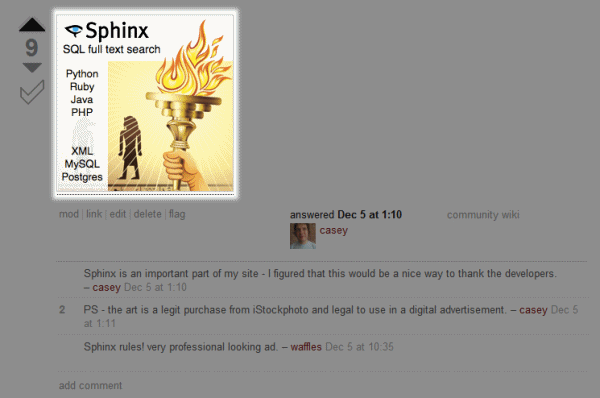 9
Sphinx
SQL full text search
Python
Ruby
Java
PHP
XML
MySQL
Postgres
mod | link | edit | delete | flag
answered Dec 5 at 1:10
casey
community wiki
Sphinx is an important part of my site - I figured that this would be a nice way to thank the developers.
– casey Dec 5 at 1:10
2 PS - the art is a legit purchase from iStockphoto and legal to use in a digital advertisement. – casey Dec 5
at 1:11
Sphinx rules! very professional looking ad. – waffles Dec 5 at 10:35
add comment